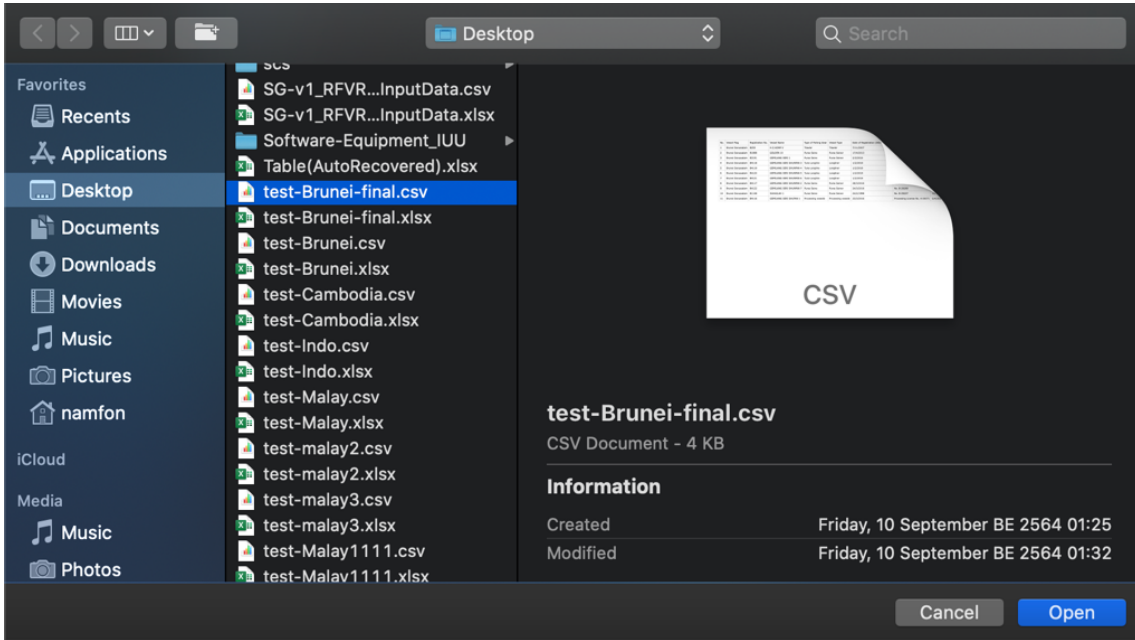 Desktop
Search
Favorites
Recents
Applications
Desktop
Documents
Downloads
Movies
Music
Pictures
namfon
iCloud
Media
Music
Photos
scs
SG-v1_RFVR...InputData.csv
SG-v1_RFVR...InputData.xlsx
Software-Equipment_IUU
Table(AutoRecovered).xlsx
test-Brunei-final.csv
test-Brunei-final.xlsx
test-Brunei.csv
test-Brunei.xlsx
test-Cambodia.csv
test-Cambodia.xlsx
test-Indo.csv
test-Indo.xlsx
test-Malay.csv
test-Malay.xlsx
test-malay2.csv
test-malay2.xlsx
test-malay3.csv
test-malay3.xlsx
test-Malay1111.csv
test-Malay1111.xlsx
CSV
test-Brunei-final.csv
CSV Document - 4 KB
Information
Created Friday, 10 September BE 2564 01:25
Modified Friday, 10 September BE 2564 01:32
Cancel Open